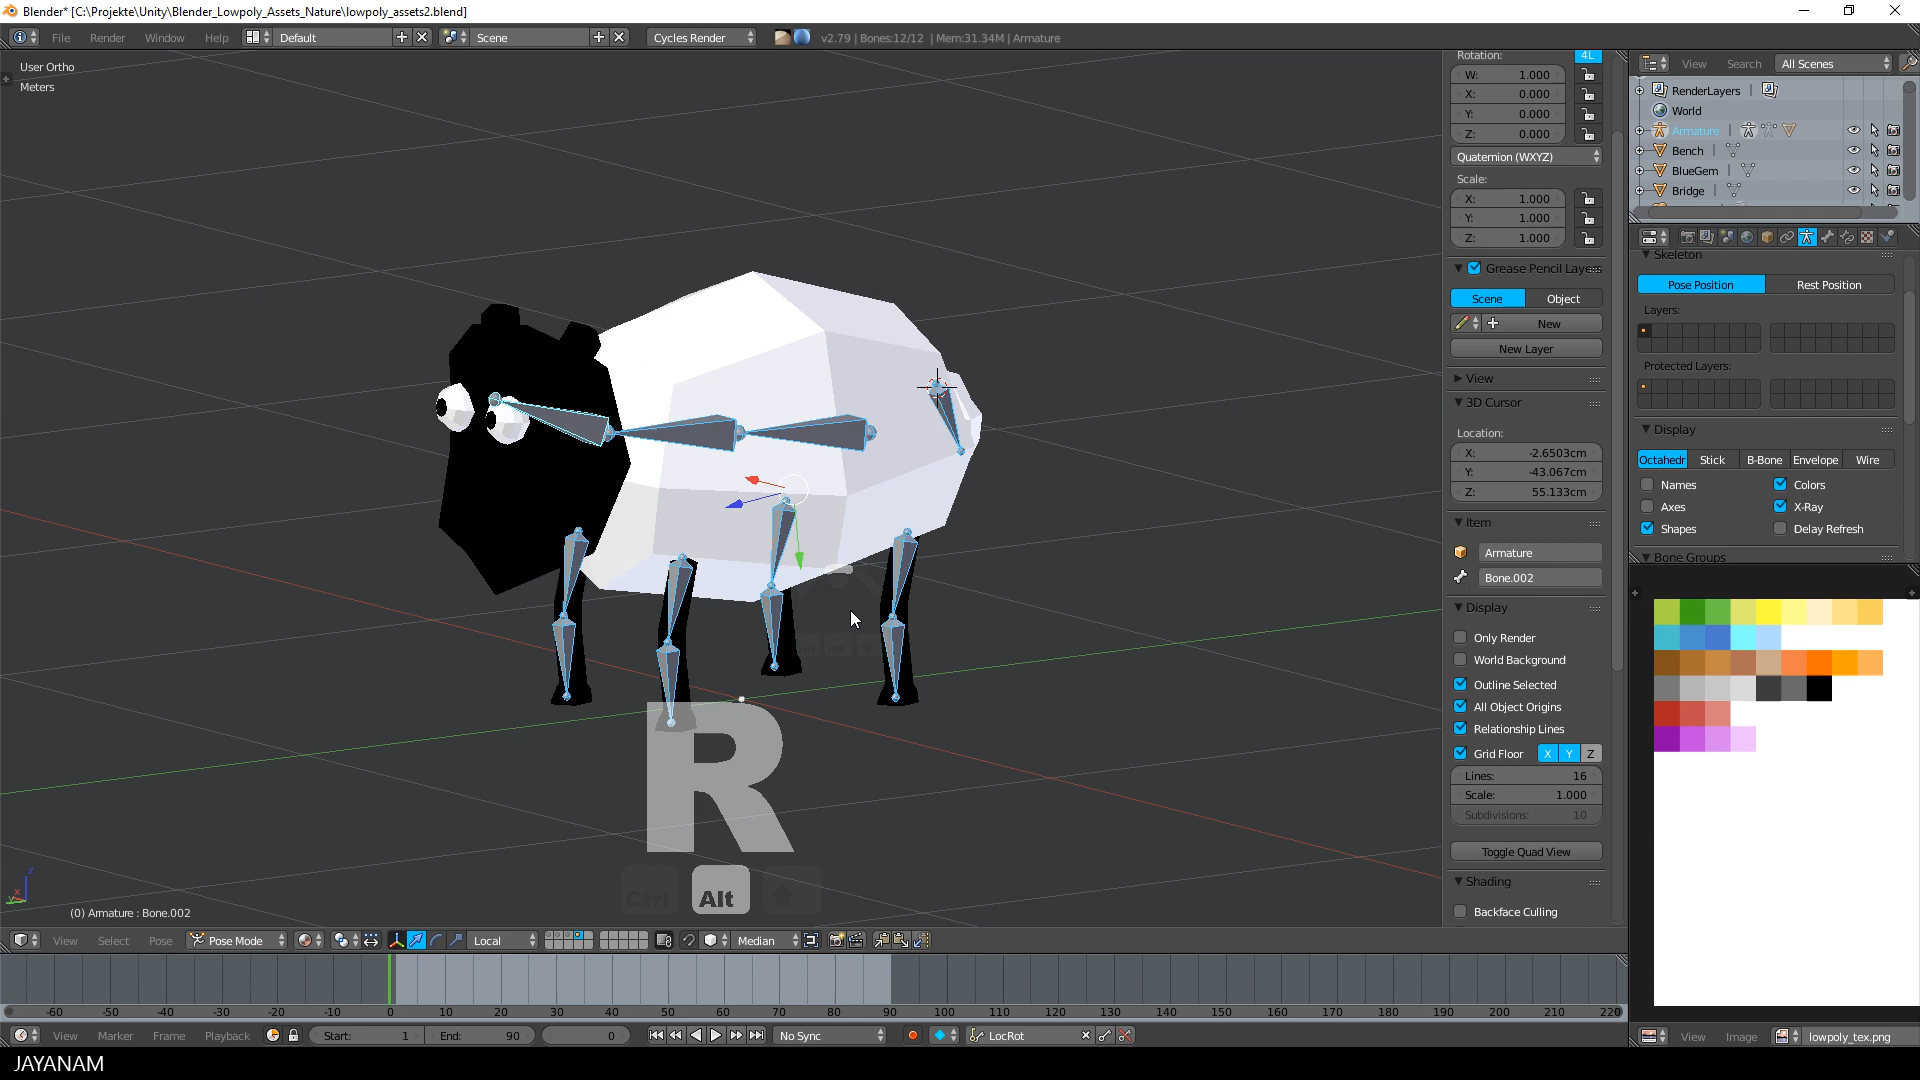 Blender* [C:\Projekte\Unity\Blender_Lowpoly_Assets_Nature\lowpoly_assets2.blend]
File Render Window Help Default Scene Cycles Render v2.79 | Bones:12/12 | Mem:31.34M | Armature
User Ortho
Meters
Rotation: 4L
W: 1.000
X: 0.000
Y: 0.000
Z: 0.000
Quaternion (WXYZ)
Scale:
X: 1.000
Y: 1.000
Z: 1.000
Grease Pencil Layers
Scene Object
New
New Layer
View
3D Cursor
Location:
X: -2.6503cm
Y: -43.067cm
Z: 55.133cm
Item
Armature
Bone.002
Display
Only Render
World Background
Outline Selected
All Object Origins
Relationship Lines
Grid Floor X Y Z
Lines: 16
Scale: 1.000
Subdivisions: 10
Toggle Quad View
Shading
Backface Culling
View Search All Scenes
RenderLayers
World
Armature
Bench
BlueGem
Bridge
Skeleton
Pose Position Rest Position
Layers:
Protected Layers:
Display
Octahedr Stick B-Bone Envelope Wire
Names Colors
Axes X-Ray
Shapes Delay Refresh
Bone Groups
R
Ctrl Alt
z
x
(0) Armature : Bone.002
View Select Pose Pose Mode Local Median
-60 -50 -40 -30 -20 -10 0 10 20 30 40 50 60 70 80 90 100 110 120 130 140 150 160 170 180 190 200 210 220
View Marker Frame Playback Start: 1 End: 90 0 No Sync LocRot
View Image lowpoly_tex.png
JAYANAM